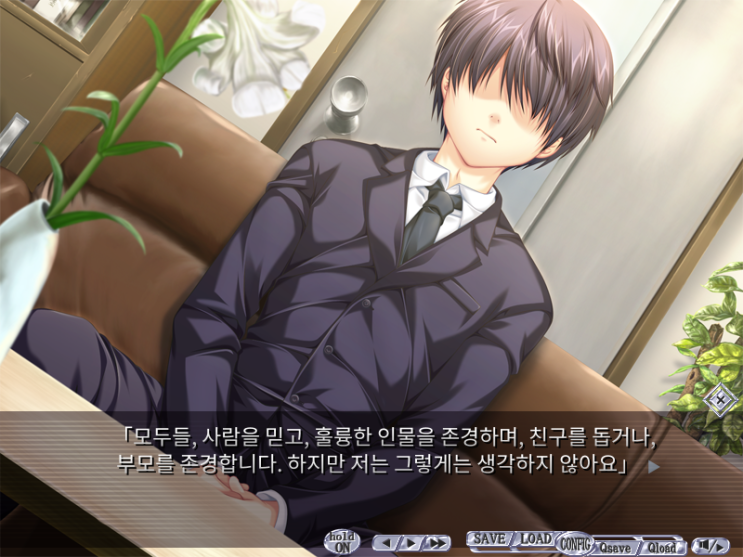 「모두들, 사람을 믿고, 훌륭한 인물을 존경하며, 친구를 돕거나,
부모를 존경합니다. 하지만 저는 그렇게는 생각하지 않아요」
hold ON SAVE LOAD CONFIG Qsave Qload